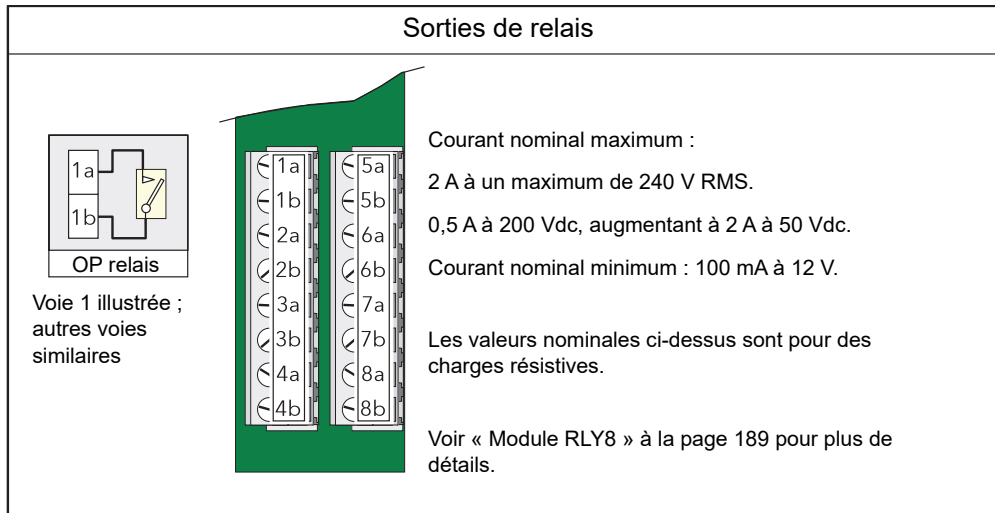 Sorties de relais
1a
1b
OP relais
Voie 1 illustrée ;
autres voies
similaires
1a
1b
2a
2b
3a
3b
4a
4b
5a
5b
6a
6b
7a
7b
8a
8b
Courant nominal maximum :
2 A à un maximum de 240 V RMS.
0,5 A à 200 Vdc, augmentant à 2 A à 50 Vdc.
Courant nominal minimum : 100 mA à 12 V.
Les valeurs nominales ci-dessus sont pour des
charges résistives.
Voir « Module RLY8 » à la page 189 pour plus de
détails.